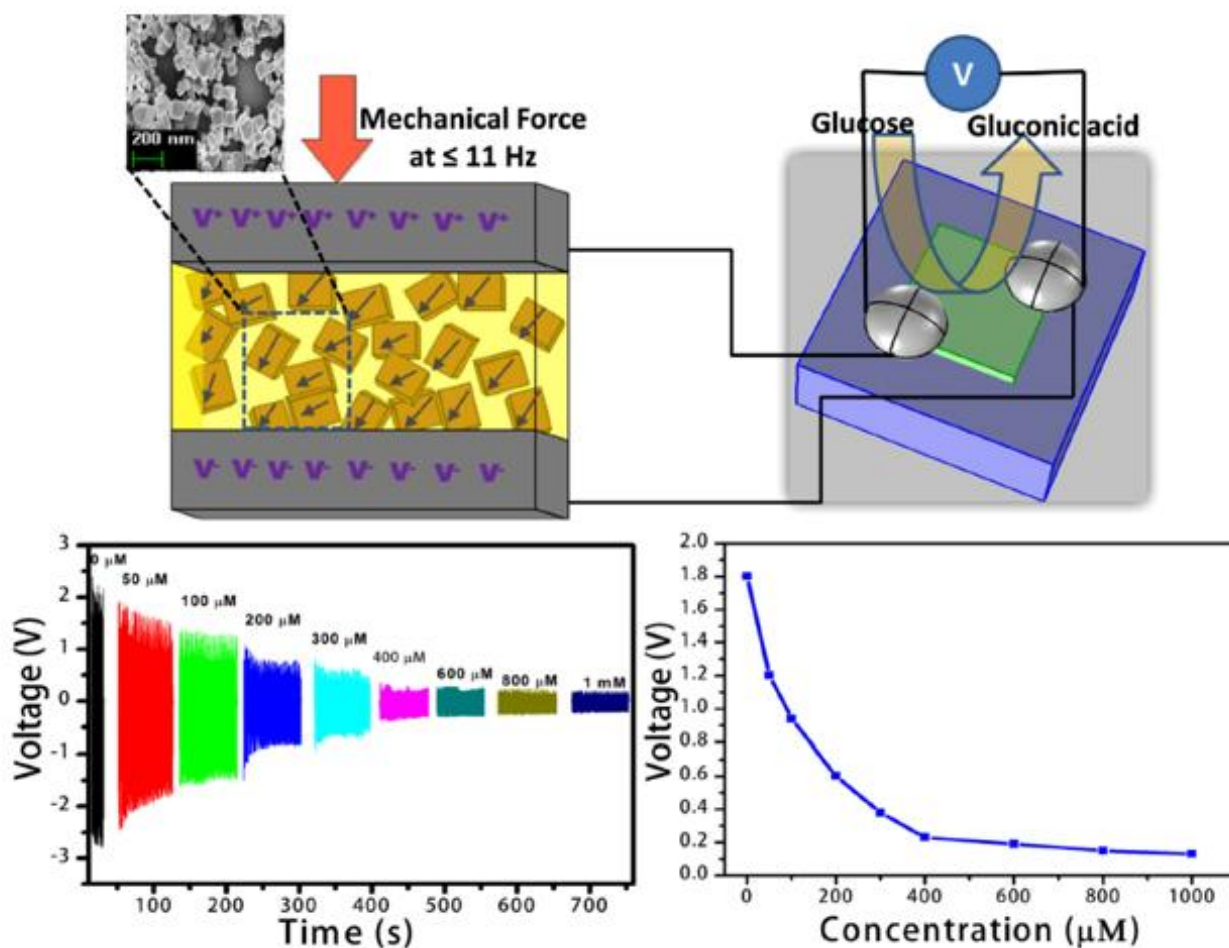 200 nm
Mechanical Force
at ≤ 11 Hz
V
Glucose
Gluconic acid
V⁺ V⁺ V⁺ V⁺ V⁺ V⁺ V⁺ V⁺
V⁻ V⁻ V⁻ V⁻ V⁻ V⁻ V⁻ V⁻
3
2
1
0
-1
-2
-3
Voltage (V)
0 μM
50 μM
100 μM
200 μM
300 μM
400 μM
600 μM
800 μM
1 mM
100 200 300 400 500 600 700
Time (s)
2.0
1.8
1.6
1.4
1.2
1.0
0.8
0.6
0.4
0.2
0.0
Voltage (V)
0 200 400 600 800 1000
Concentration (μM)